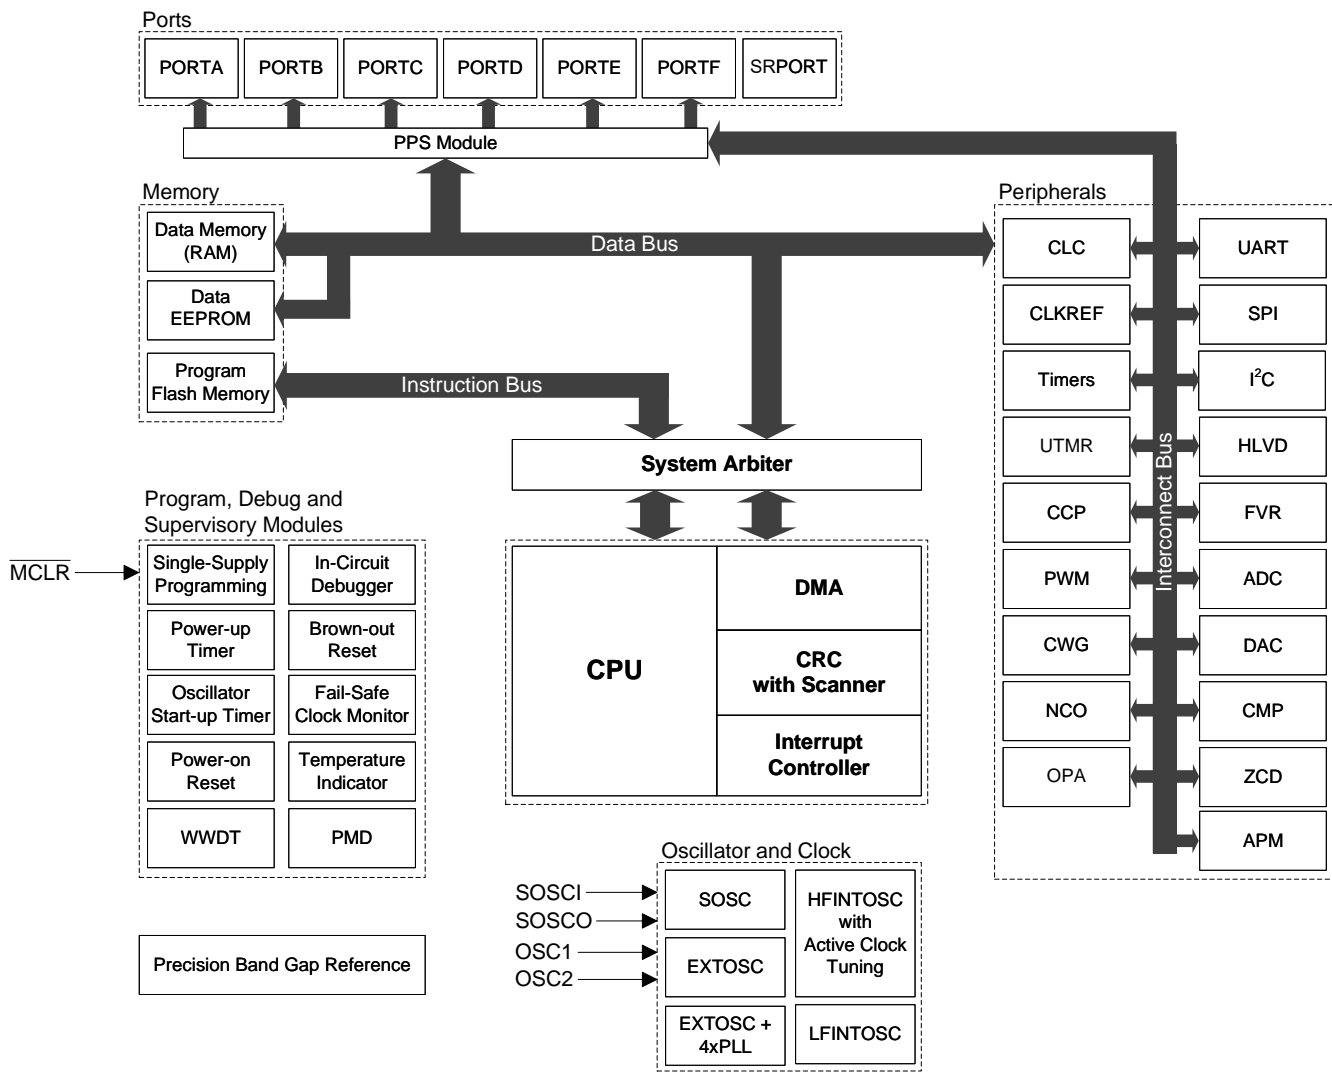 Ports
PORTA
PORTB
PORTC
PORTD
PORTE
PORTF
SRPORT
PPS Module
Memory
Data Memory
(RAM)
Data
EEPROM
Program
Flash Memory
Data Bus
Instruction Bus
System Arbiter
Peripherals
CLC
UART
CLKREF
SPI
Timers
I²C
UTMR
HLVD
CCP
FVR
PWM
ADC
CWG
DAC
NCO
CMP
OPA
ZCD
APM
Interconnect Bus
Program, Debug and
Supervisory Modules
MCLR
Single-Supply
Programming
In-Circuit
Debugger
Power-up
Timer
Brown-out
Reset
Oscillator
Start-up Timer
Fail-Safe
Clock Monitor
Power-on
Reset
Temperature
Indicator
WWDT
PMD
CPU
DMA
CRC
with Scanner
Interrupt
Controller
Precision Band Gap Reference
Oscillator and Clock
SOSCI
SOSCO
OSC1
OSC2
SOSC
EXTOSC
EXTOSC +
4xPLL
HFINTOSC
with
Active Clock
Tuning
LFINTOSC